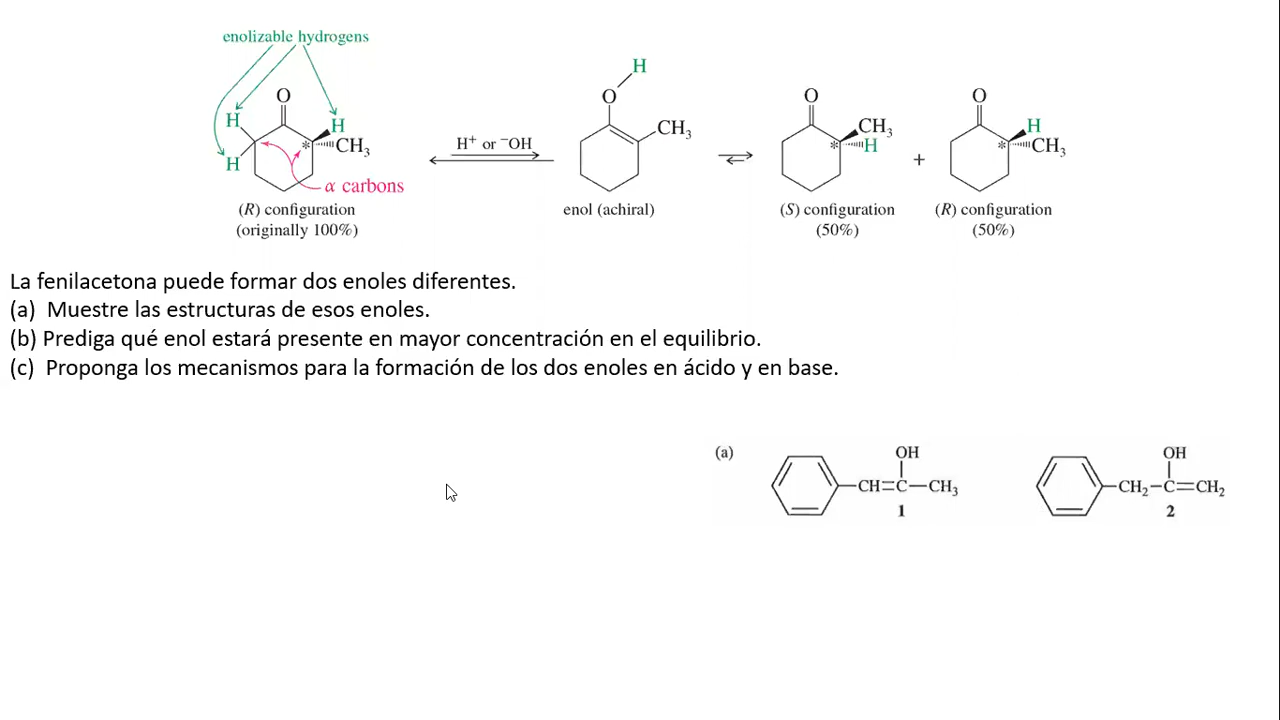 enolizable hydrogens
O
H
H
H
*
CH3
α carbons
(R) configuration
(originally 100%)
H+ or −OH
H
O
CH3
enol (achiral)
O
CH3
*
H
(S) configuration
(50%)
+
O
H
*
CH3
(R) configuration
(50%)
La fenilacetona puede formar dos enoles diferentes.
(a) Muestre las estructuras de esos enoles.
(b) Prediga qué enol estará presente en mayor concentración en el equilibrio.
(c) Proponga los mecanismos para la formación de los dos enoles en ácido y en base.
(a)
OH
CH=C—CH3
1
OH
CH2—C=CH2
2